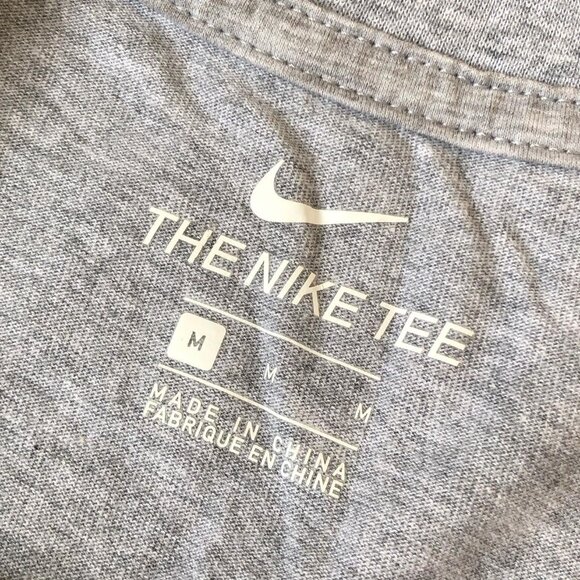 THE NIKE TEE
M M M
MADE IN CHINA
FABRIQUE EN CHINE